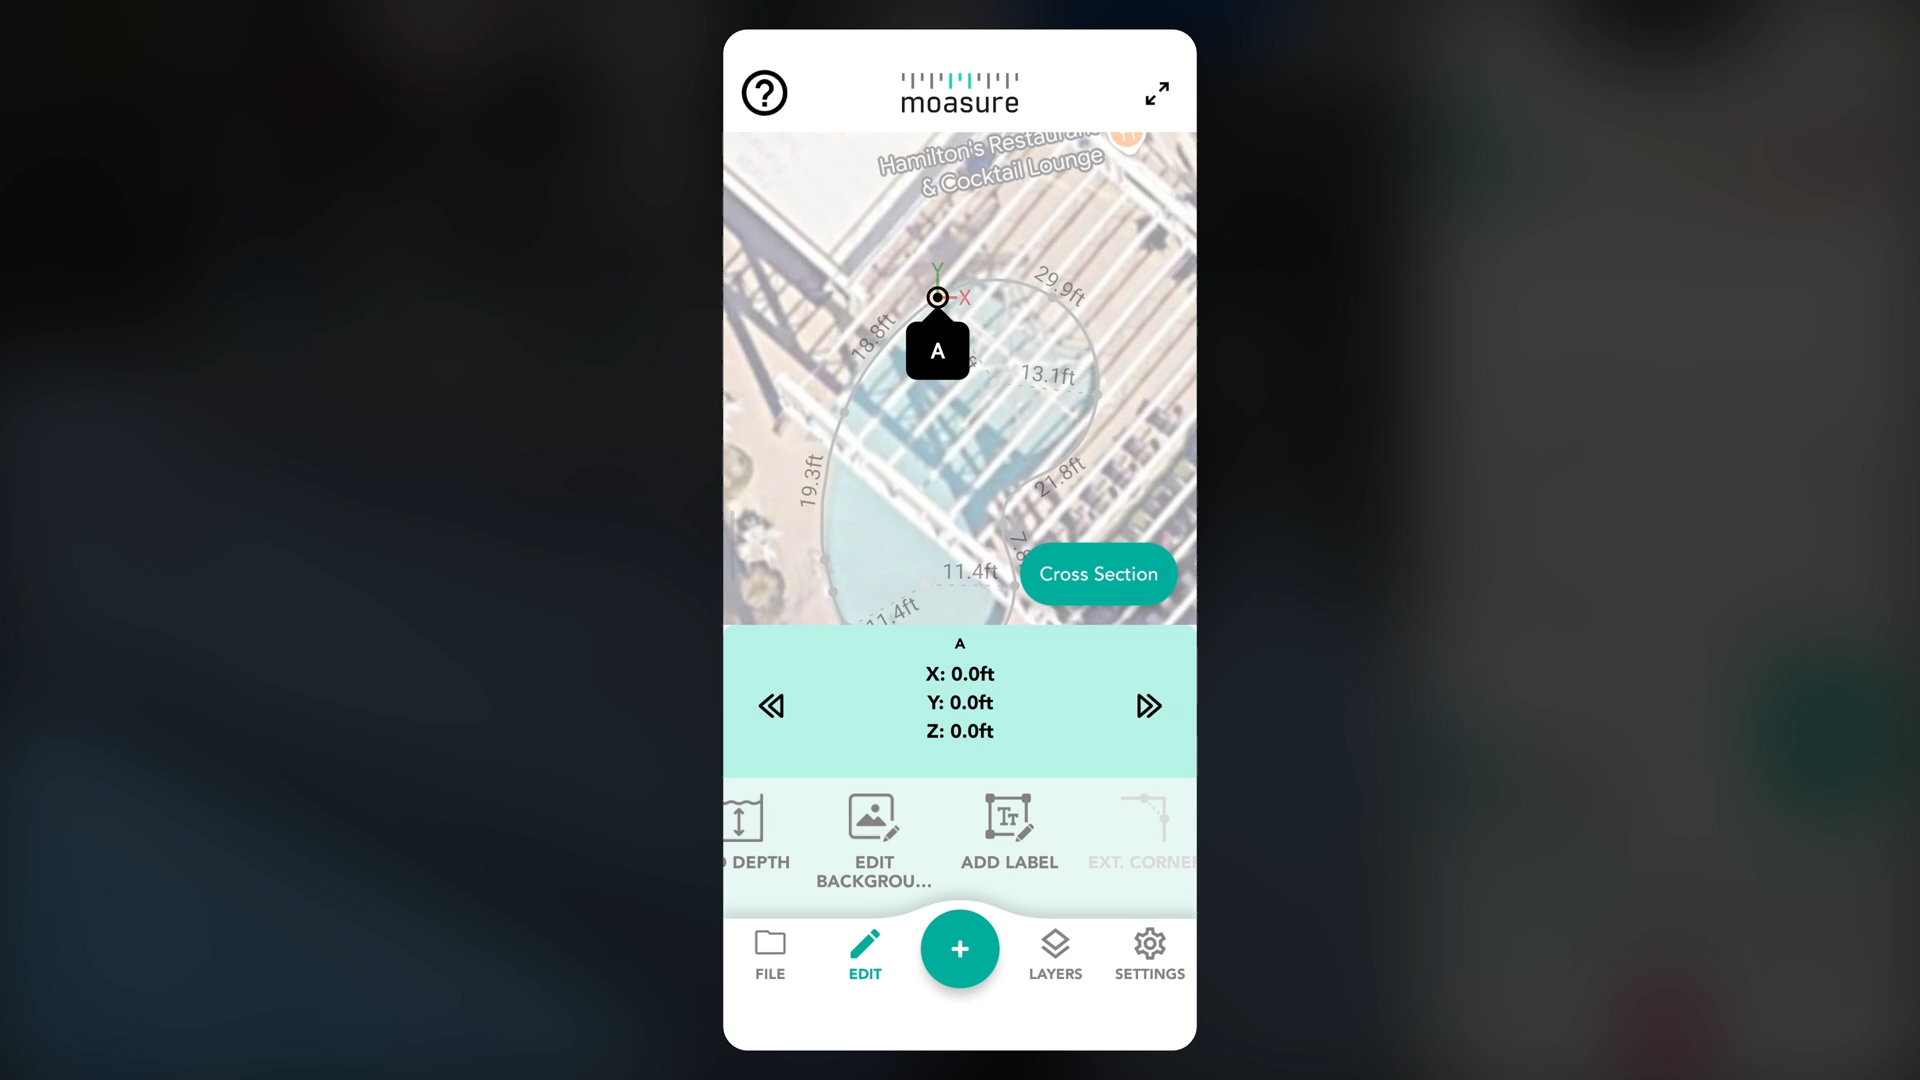 moasure
Hamilton's Restaurant
& Cocktail Lounge
Y
X
29.9ft
18.8ft
A
13.1ft
19.3ft
21.8ft
11.4ft
Cross Section
11.4ft
A
X: 0.0ft
Y: 0.0ft
Z: 0.0ft
DEPTH
EDIT
BACKGROU...
ADD LABEL
EXT. CORNE
FILE
EDIT
+
LAYERS
SETTINGS